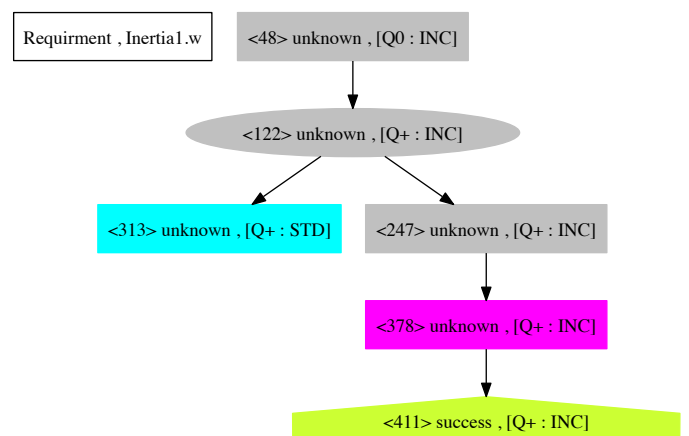 Requirment , Inertia1.w
<48> unknown , [Q0 : INC]
<122> unknown , [Q+ : INC]
<313> unknown , [Q+ : STD]
<247> unknown , [Q+ : INC]
<378> unknown , [Q+ : INC]
<411> success , [Q+ : INC]